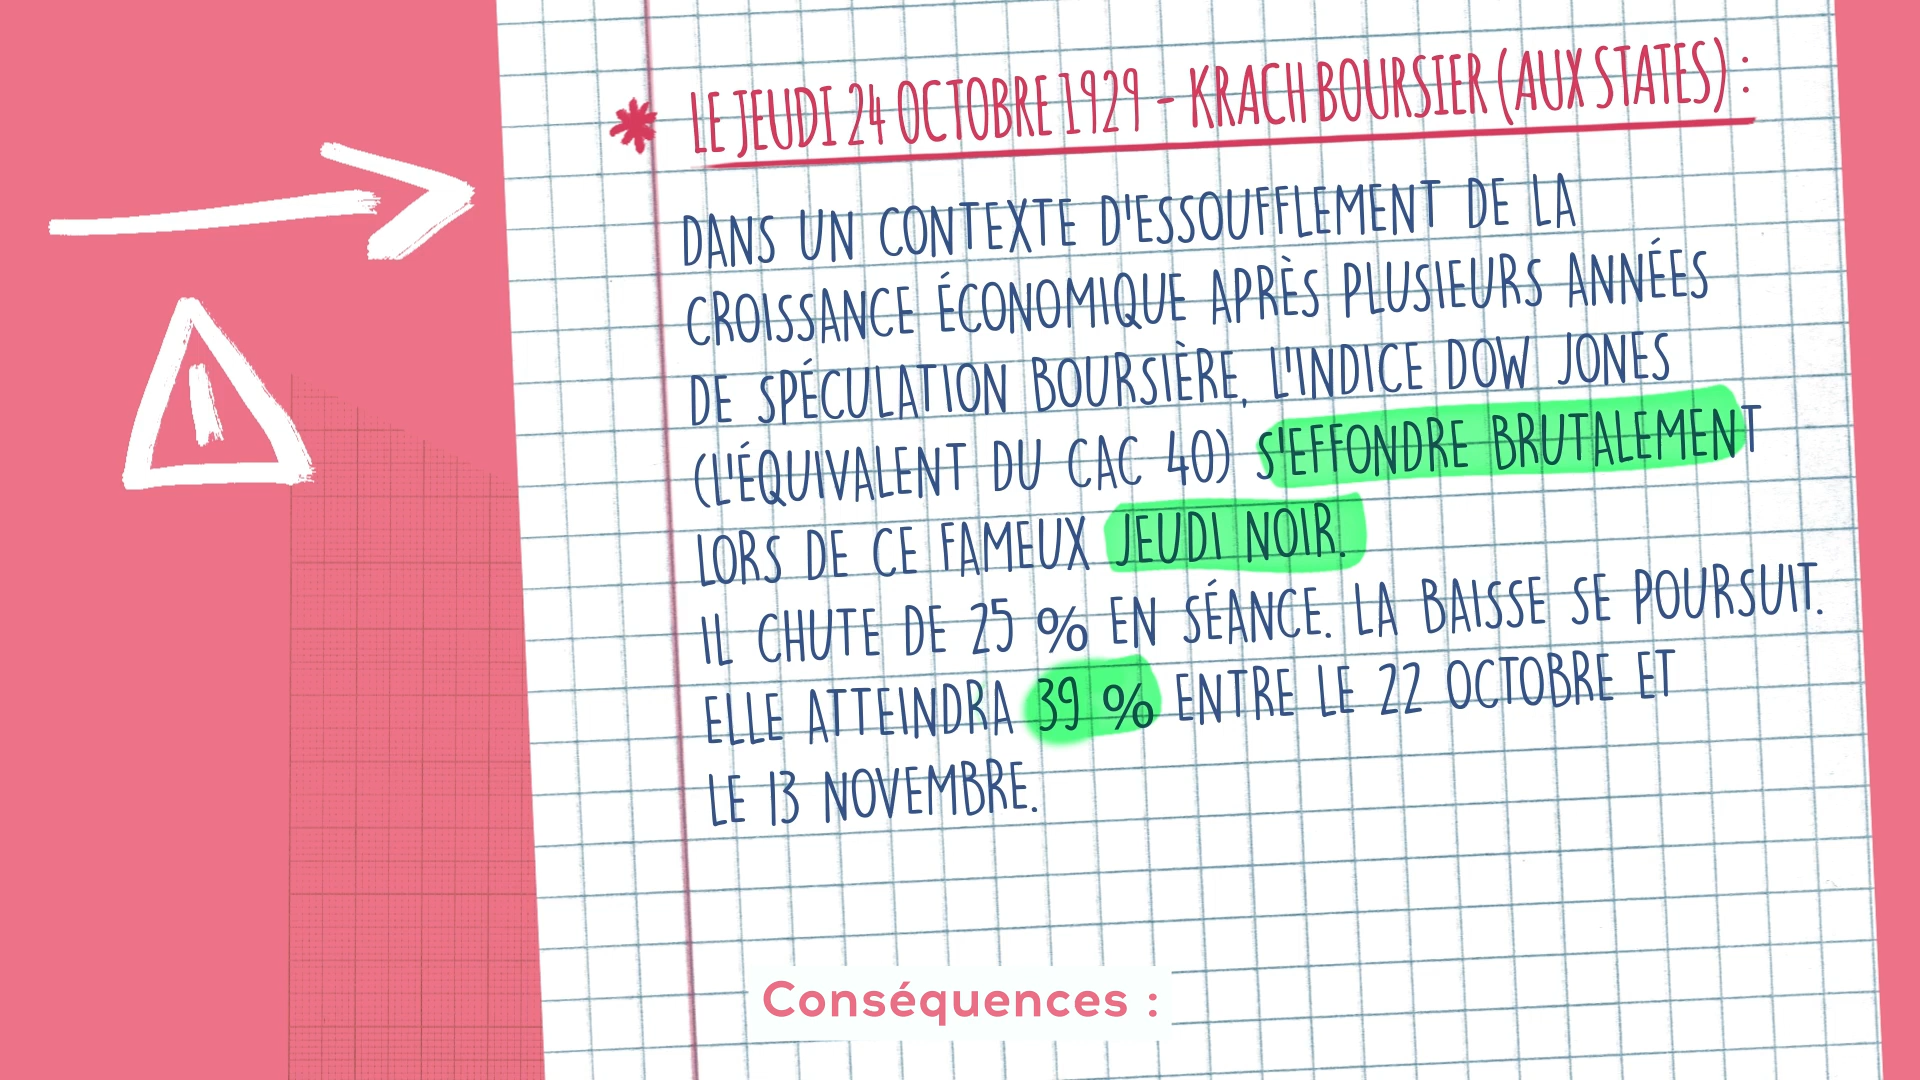 * LE JEUDI 24 OCTOBRE 1929 - KRACH BOURSIER (AUX STATES) :
DANS UN CONTEXTE D'ESSOUFFLEMENT DE LA
CROISSANCE ÉCONOMIQUE APRÈS PLUSIEURS ANNÉES
DE SPÉCULATION BOURSIÈRE, L'INDICE DOW JONES
(L'ÉQUIVALENT DU CAC 40) S'EFFONDRE BRUTALEMENT
LORS DE CE FAMEUX JEUDI NOIR.
IL CHUTE DE 25 % EN SÉANCE. LA BAISSE SE POURSUIT.
ELLE ATTEINDRA 39 % ENTRE LE 22 OCTOBRE ET
LE 13 NOVEMBRE.
Conséquences :